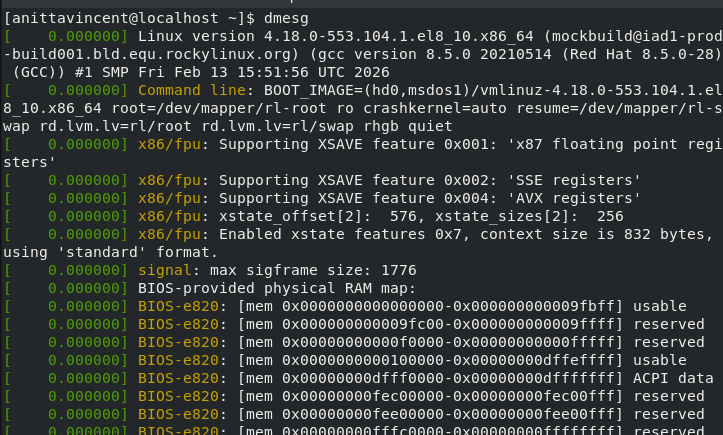 [anittavincent@localhost ~]$ dmesg
[    0.000000] Linux version 4.18.0-553.104.1.el8_10.x86_64 (mockbuild@iad1-prod
-build001.bld.equ.rockylinux.org) (gcc version 8.5.0 20210514 (Red Hat 8.5.0-28)
 (GCC)) #1 SMP Fri Feb 13 15:51:56 UTC 2026
[    0.000000] Command line: BOOT_IMAGE=(hd0,msdos1)/vmlinuz-4.18.0-553.104.1.el
8_10.x86_64 root=/dev/mapper/rl-root ro crashkernel=auto resume=/dev/mapper/rl-s
wap rd.lvm.lv=rl/root rd.lvm.lv=rl/swap rhgb quiet
[    0.000000] x86/fpu: Supporting XSAVE feature 0x001: 'x87 floating point regi
sters'
[    0.000000] x86/fpu: Supporting XSAVE feature 0x002: 'SSE registers'
[    0.000000] x86/fpu: Supporting XSAVE feature 0x004: 'AVX registers'
[    0.000000] x86/fpu: xstate_offset[2]:  576, xstate_sizes[2]:  256
[    0.000000] x86/fpu: Enabled xstate features 0x7, context size is 832 bytes,
using 'standard' format.
[    0.000000] signal: max sigframe size: 1776
[    0.000000] BIOS-provided physical RAM map:
[    0.000000] BIOS-e820: [mem 0x0000000000000000-0x000000000009fbff] usable
[    0.000000] BIOS-e820: [mem 0x000000000009fc00-0x000000000009ffff] reserved
[    0.000000] BIOS-e820: [mem 0x00000000000f0000-0x00000000000fffff] reserved
[    0.000000] BIOS-e820: [mem 0x0000000000100000-0x00000000dffeffff] usable
[    0.000000] BIOS-e820: [mem 0x00000000dfff0000-0x00000000dfffffff] ACPI data
[    0.000000] BIOS-e820: [mem 0x00000000fec00000-0x00000000fec00fff] reserved
[    0.000000] BIOS-e820: [mem 0x00000000fee00000-0x00000000fee00fff] reserved
[    0.000000] BIOS-e820: [mem 0x00000000fffc0000-0x00000000ffffffff] reserved